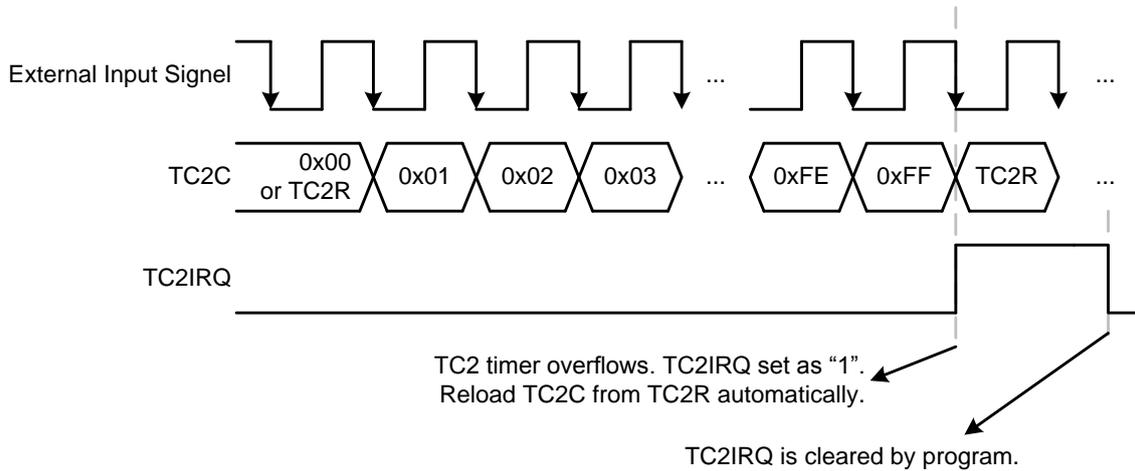 External Input Signel
...
...
TC2C
0x00
or TC2R
0x01
0x02
0x03
...
0xFE
0xFF
TC2R
...
TC2IRQ
TC2 timer overflows. TC2IRQ set as “1”.
Reload TC2C from TC2R automatically.
TC2IRQ is cleared by program.